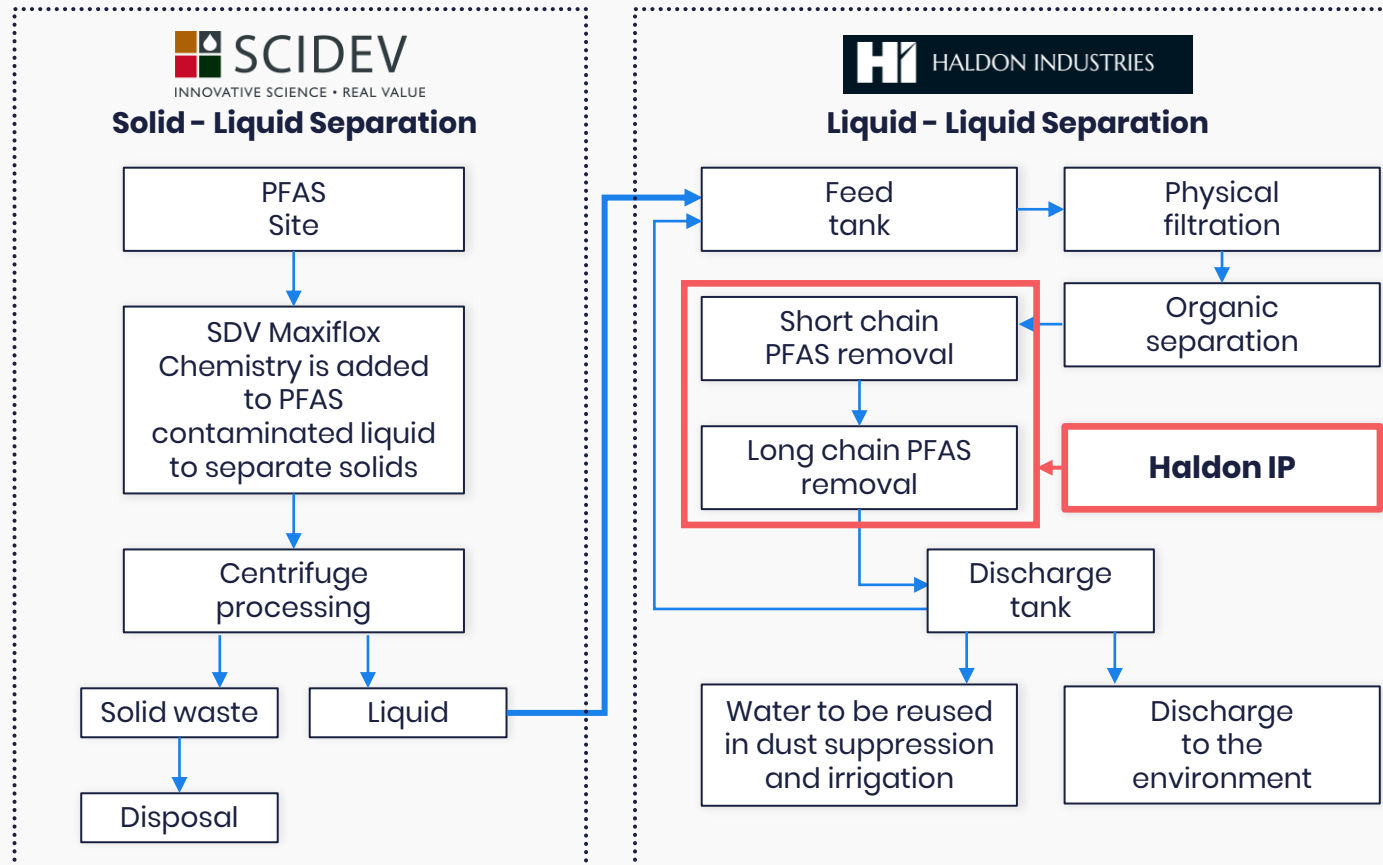 SCIDEV
INNOVATIVE SCIENCE • REAL VALUE
Solid - Liquid Separation
PFAS
Site
SDV Maxiflox
Chemistry is added
to PFAS
contaminated liquid
to separate solids
Centrifuge
processing
Solid waste
Liquid
Disposal
Hi HALDON INDUSTRIES
Liquid - Liquid Separation
Feed
tank
Physical
filtration
Organic
separation
Short chain
PFAS removal
Long chain PFAS
removal
Haldon IP
Discharge
tank
Water to be reused
in dust suppression
and irrigation
Discharge
to the
environment